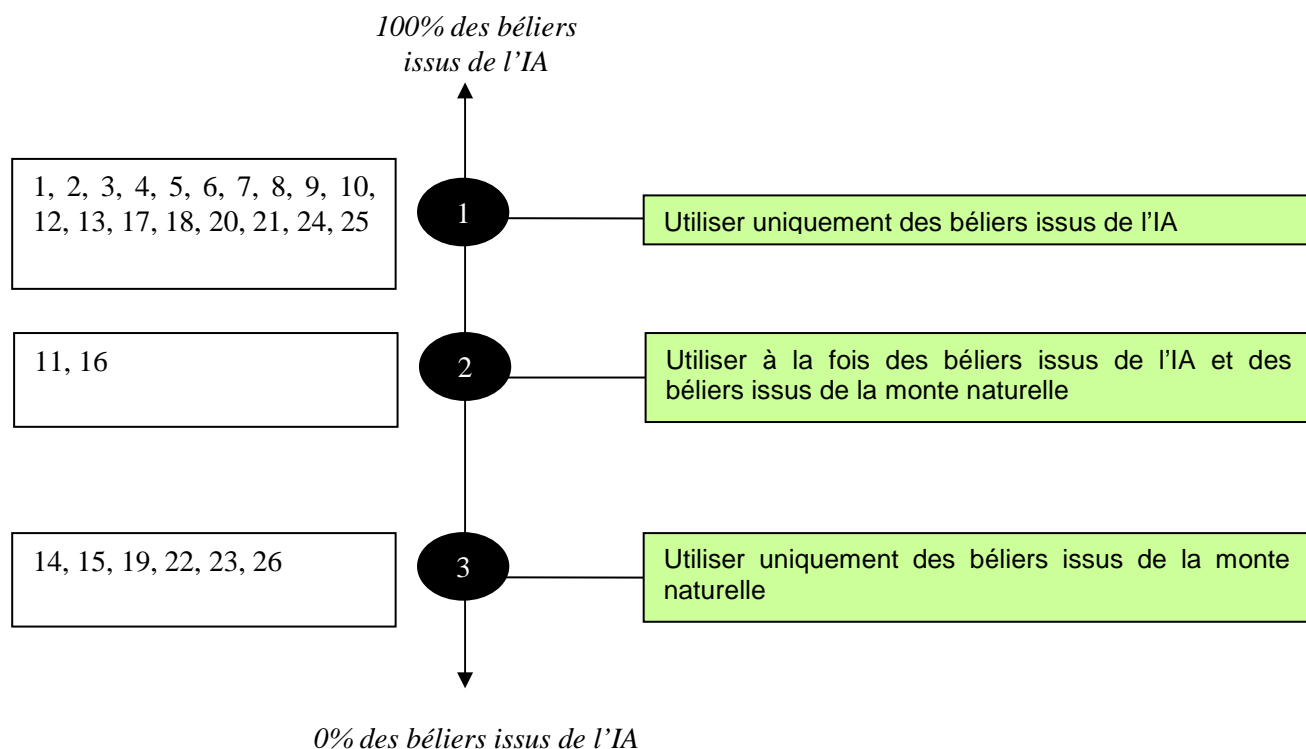 100% des béliers
issus de l’IA
1, 2, 3, 4, 5, 6, 7, 8, 9, 10,
12, 13, 17, 18, 20, 21, 24, 25
1
Utiliser uniquement des béliers issus de l’IA
11, 16
2
Utiliser à la fois des béliers issus de l’IA et des
béliers issus de la monte naturelle
14, 15, 19, 22, 23, 26
3
Utiliser uniquement des béliers issus de la monte
naturelle
0% des béliers issus de l’IA